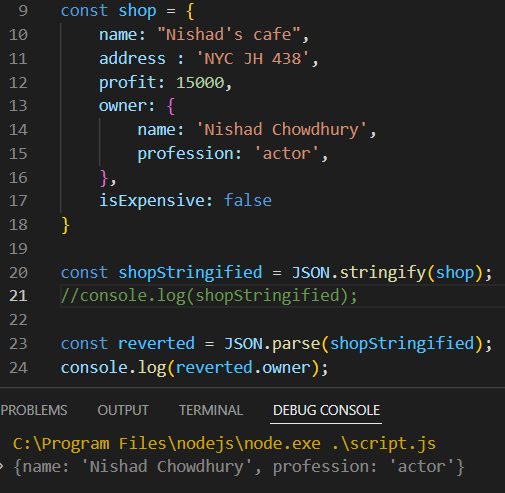 9 const shop = {
10 name: "Nishad's cafe",
11 address : 'NYC JH 438',
12 profit: 15000,
13 owner: {
14 name: 'Nishad Chowdhury',
15 profession: 'actor',
16 },
17 isExpensive: false
18 }
19
20 const shopStringified = JSON.stringify(shop);
21 //console.log(shopStringified);
22
23 const reverted = JSON.parse(shopStringified);
24 console.log(reverted.owner);
PROBLEMS OUTPUT TERMINAL DEBUG CONSOLE
C:\Program Files\nodejs\node.exe .\script.js
> {name: 'Nishad Chowdhury', profession: 'actor'}